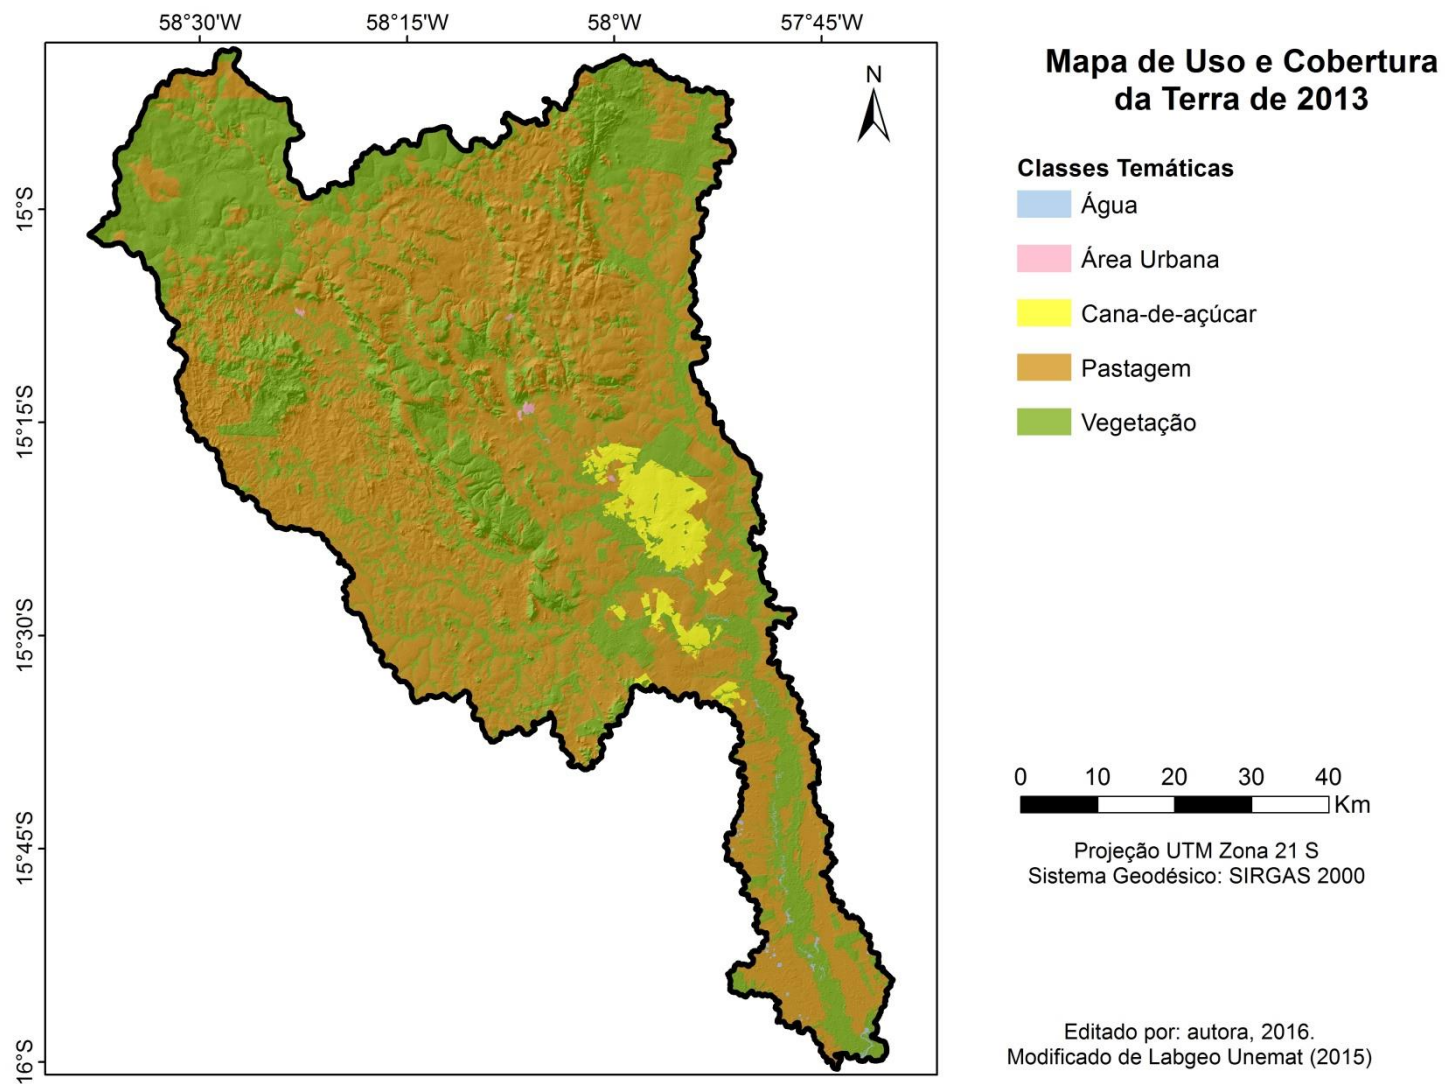 58°30'W 58°15'W 58°W 57°45'W
N
15°S
15°15'S
15°30'S
15°45'S
16°S
Mapa de Uso e Cobertura
da Terra de 2013
Classes Temáticas
Água
Área Urbana
Cana-de-açúcar
Pastagem
Vegetação
0 10 20 30 40
Km
Projeção UTM Zona 21 S
Sistema Geodésico: SIRGAS 2000
Editado por: autora, 2016.
Modificado de Labgeo Unemat (2015)